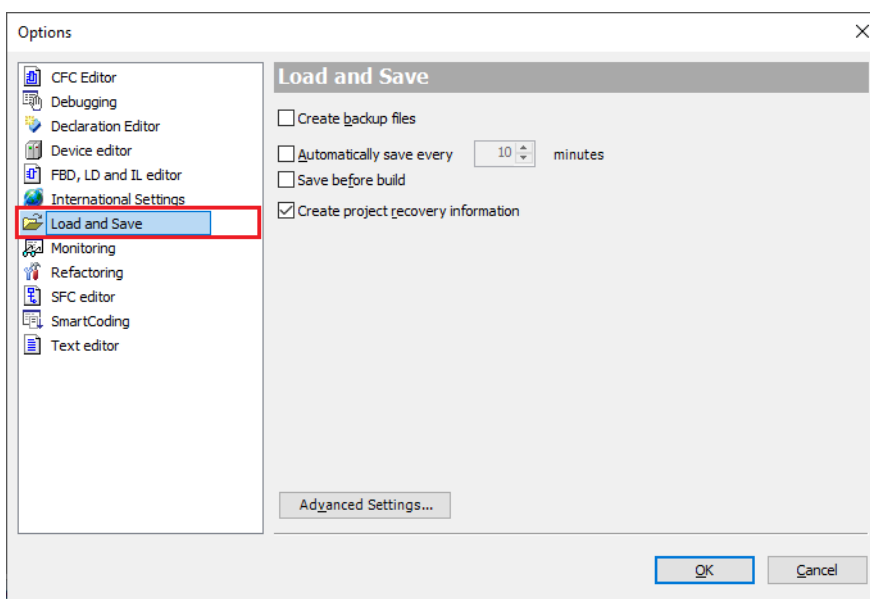 Options
CFC Editor
Debugging
Declaration Editor
Device editor
FBD, LD and IL editor
International Settings
Load and Save
Monitoring
Refactoring
SFC editor
SmartCoding
Text editor
Load and Save
Create backup files
Automatically save every 10 minutes
Save before build
Create project recovery information
Advanced Settings...
OK Cancel